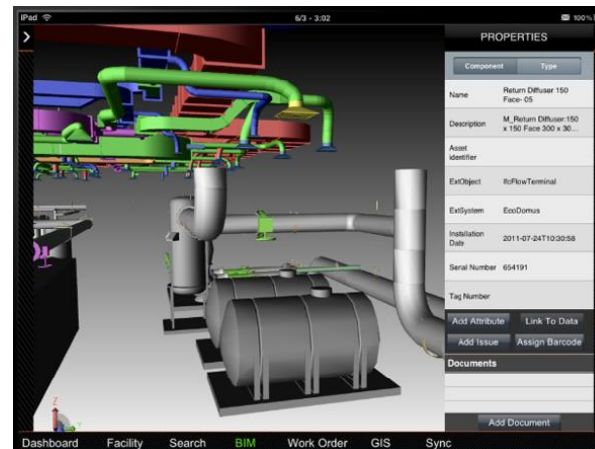 iPad
6/3 - 3:02
100%
PROPERTIES
Component
Type
Name
Return Diffuser 150
Face- 05
Description
M_Return Diffuser:150
x 150 Face 300 x 30...
Asset
Identifier
ExtObject
IfcFlowTerminal
ExtSystem
EcoDomus
Installation
Date
2011-07-24T10:30:58
Serial Number
654191
Tag Number
Add Attribute
Link To Data
Add Issue
Assign Barcode
Documents
Add Document
Z
Y
Dashboard
Facility
Search
BIM
Work Order
GIS
Sync